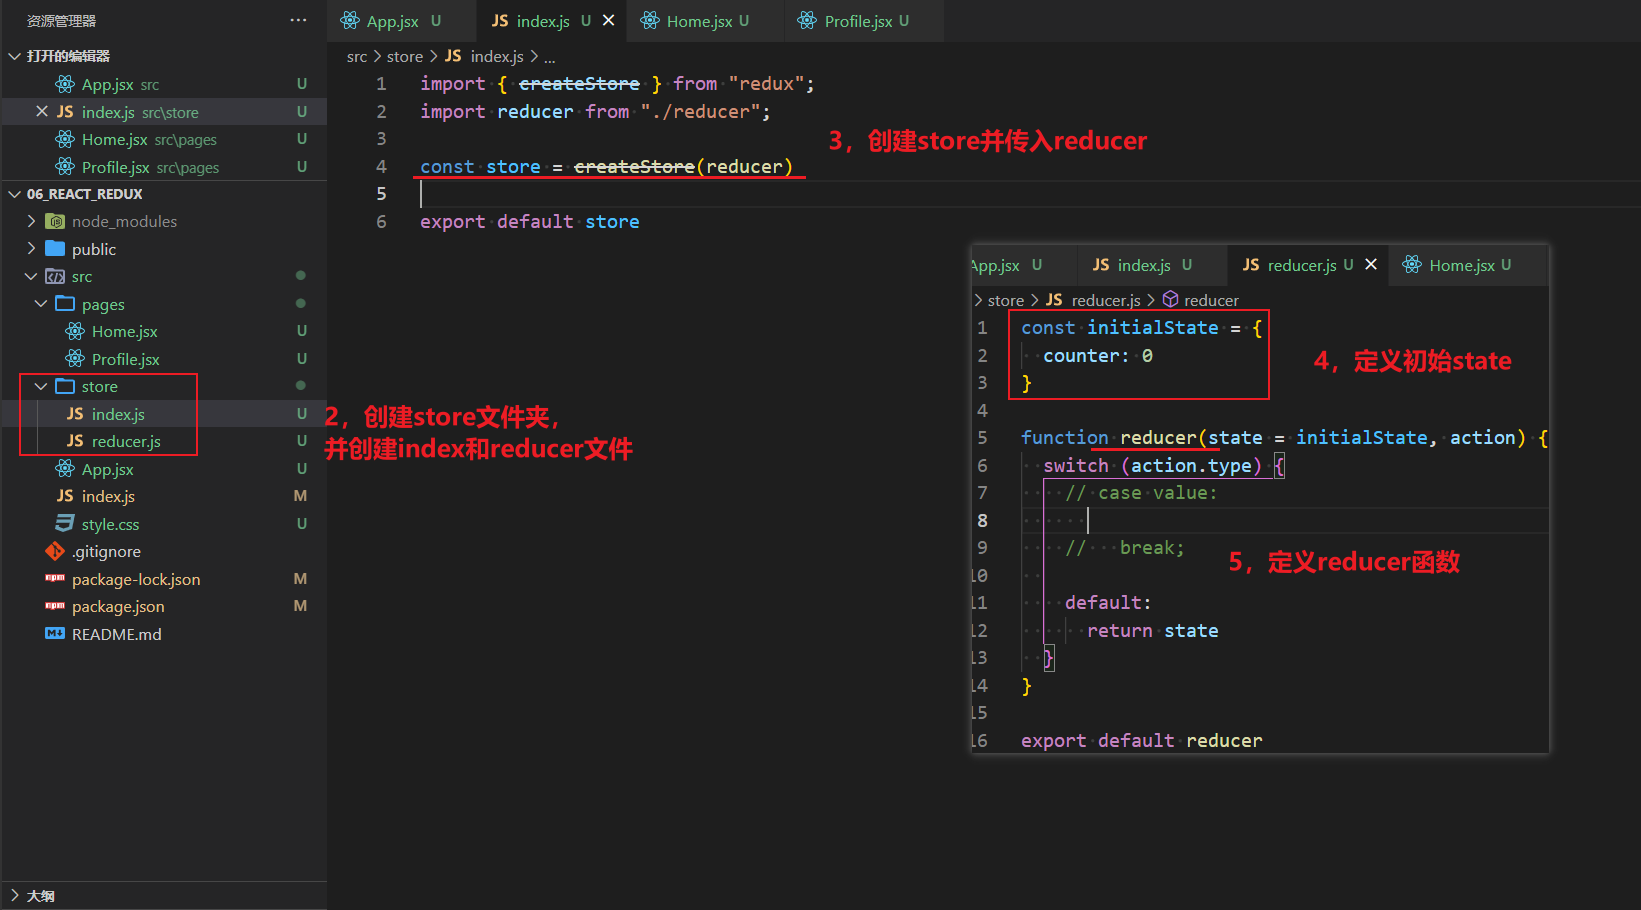 资源管理器 ···
打开的编辑器
App.jsx src U
index.js src\store U
Home.jsx src\pages U
Profile.jsx src\pages U
06_REACT_REDUX
node_modules
public
src
pages
Home.jsx U
Profile.jsx U
store
JS index.js U
JS reducer.js U
App.jsx U
JS index.js M
style.css U
.gitignore
package-lock.json M
package.json M
README.md
大纲
App.jsx U JS index.js U Home.jsx U Profile.jsx U
src > store > JS index.js > ...
1 import { createStore } from "redux";
2 import reducer from "./reducer";
3
4 const store = createStore(reducer)
5
6 export default store
3，创建store并传入reducer
2，创建store文件夹，
并创建index和reducer文件
App.jsx U JS index.js U JS reducer.js U Home.jsx U
> store > JS reducer.js > reducer
1 const initialState = {
2 counter: 0
3 }
4
5 function reducer(state = initialState, action) {
6 switch (action.type) {
7 // case value:
8
9 // break;
10
11 default:
12 return state
13 }
14 }
15
16 export default reducer
4，定义初始state
5，定义reducer函数